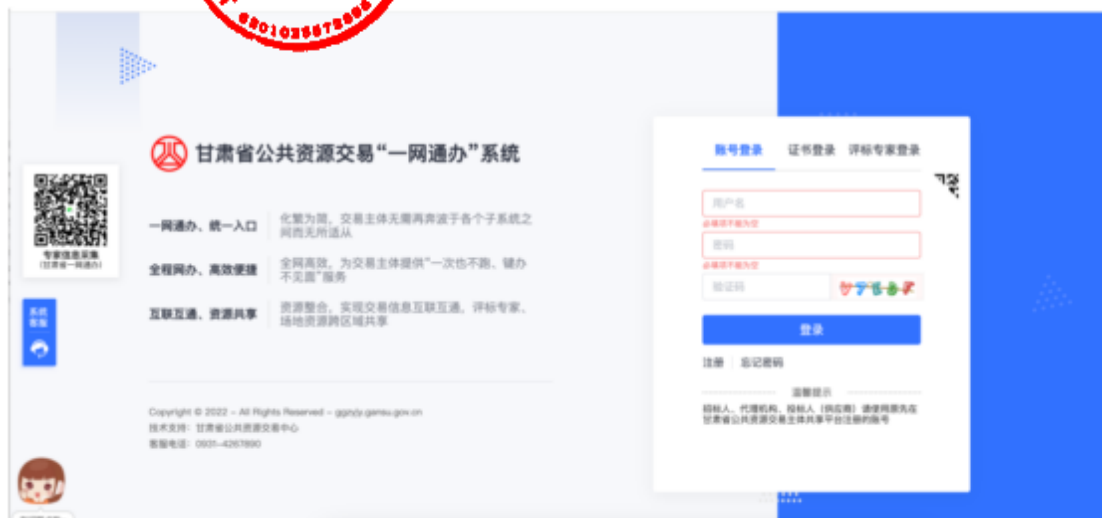 甘肃省公共资源交易“一网通办”系统
一网通办、统一入口
化繁为简，交易主体无需再奔波于各个子系统之
间而无所适从
全程网办、高效便捷
全网高效，为交易主体提供“一次也不跑、键办
不见面”服务
互联互通、资源共享
资源整合，实现交易信息互联互通，评标专家、
场地资源跨区域共享
Copyright © 2022 - All Rights Reserved - ggzyjy.gansu.gov.cn
技术支持：甘肃省公共资源交易中心
客服电话：0931-4267890
专家信息采集
(甘肃省一网通办)
系统
客服
账号登录 证书登录 评标专家登录
用户名
必填项不能为空
密码
必填项不能为空
验证码
登录
注册 忘记密码
温馨提示
招标人、代理机构、投标人（供应商）请使用原先在
甘肃省公共资源交易主体共享平台注册的账号